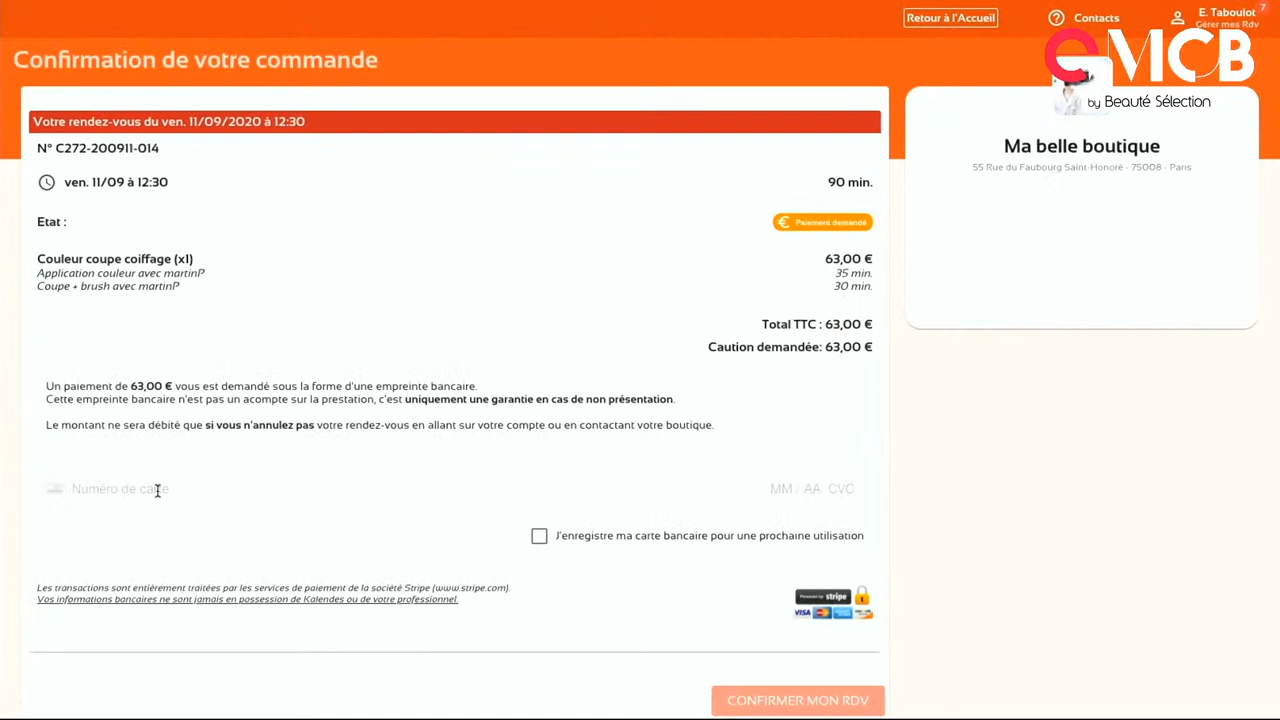 Retour à l'Accueil
Contacts
E. Taboulot
7
Gérer mes Rdv
Confirmation de votre commande
eMCB
by Beauté Sélection
Votre rendez-vous du ven. 11/09/2020 à 12:30
N° C272-200911-014
ven. 11/09 à 12:30
90 min.
Etat :
€ Paiement demandé
Couleur coupe coiffage (x1)
63,00 €
Application couleur avec martinP
35 min.
Coupe + brush avec martinP
30 min.
Total TTC : 63,00 €
Caution demandée: 63,00 €
Un paiement de 63,00 € vous est demandé sous la forme d'une empreinte bancaire.
Cette empreinte bancaire n'est pas un acompte sur la prestation, c'est uniquement une garantie en cas de non présentation.
Le montant ne sera débité que si vous n'annulez pas votre rendez-vous en allant sur votre compte ou en contactant votre boutique.
Numéro de carte
MM / AA CVC
J'enregistre ma carte bancaire pour une prochaine utilisation
Les transactions sont entièrement traitées par les services de paiement de la société Stripe (www.stripe.com).
Vos informations bancaires ne sont jamais en possession de Kalendes ou de votre professionnel.
Powered by stripe
VISA
CONFIRMER MON RDV
Ma belle boutique
55 Rue du Faubourg Saint-Honoré - 75008 - Paris